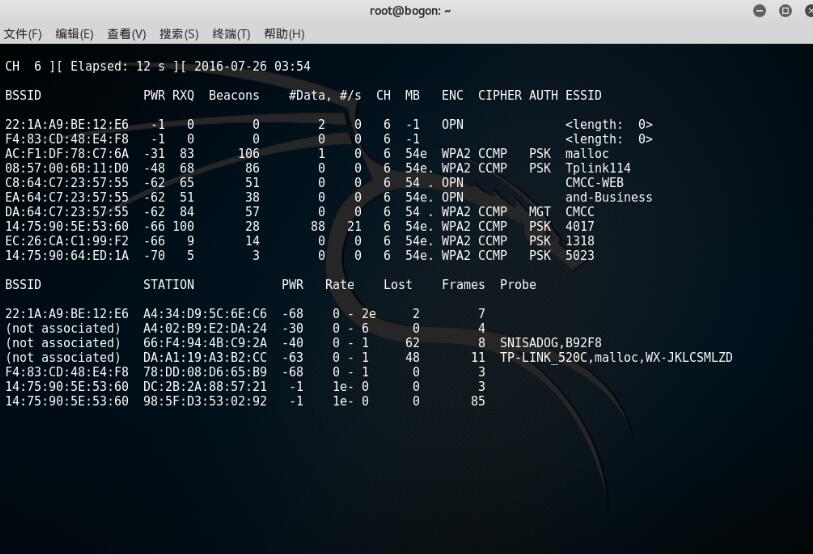 root@bogon: ~
文件(F) 编辑(E) 查看(V) 搜索(S) 终端(T) 帮助(H)
CH 6 ][ Elapsed: 12 s ][ 2016-07-26 03:54
BSSID PWR RXQ Beacons #Data, #/s CH MB ENC CIPHER AUTH ESSID
22:1A:A9:BE:12:E6 -1 0 0 2 0 6 -1 OPN <length: 0>
F4:83:CD:48:E4:F8 -1 0 0 0 0 6 -1 <length: 0>
AC:F1:DF:78:C7:6A -31 83 106 1 0 6 54e WPA2 CCMP PSK malloc
08:57:00:6B:11:D0 -48 68 86 0 0 6 54e. WPA2 CCMP PSK Tplink114
C8:64:C7:23:57:55 -62 65 51 0 0 6 54 . OPN CMCC-WEB
EA:64:C7:23:57:55 -62 51 38 0 0 6 54e. OPN and-Business
DA:64:C7:23:57:55 -62 84 57 0 0 6 54 . WPA2 CCMP MGT CMCC
14:75:90:5E:53:60 -66 100 28 88 21 6 54e. WPA2 CCMP PSK 4017
EC:26:CA:C1:99:F2 -66 9 14 0 0 6 54e. WPA2 CCMP PSK 1318
14:75:90:64:ED:1A -70 5 3 0 0 6 54e. WPA2 CCMP PSK 5023
BSSID STATION PWR Rate Lost Frames Probe
22:1A:A9:BE:12:E6 A4:34:D9:5C:6E:C6 -68 0 - 2e 2 7
(not associated) A4:02:B9:E2:DA:24 -30 0 - 6 0 4
(not associated) 66:F4:94:4B:C9:2A -40 0 - 1 62 8 SNISADOG,B92F8
(not associated) DA:A1:19:A3:B2:CC -63 0 - 1 48 11 TP-LINK_520C,malloc,WX-JKLCSMLZD
F4:83:CD:48:E4:F8 78:DD:08:D6:65:B9 -68 0 - 1 0 3
14:75:90:5E:53:60 DC:2B:2A:88:57:21 -1 1e- 0 0 3
14:75:90:5E:53:60 98:5F:D3:53:02:92 -1 1e- 0 0 85